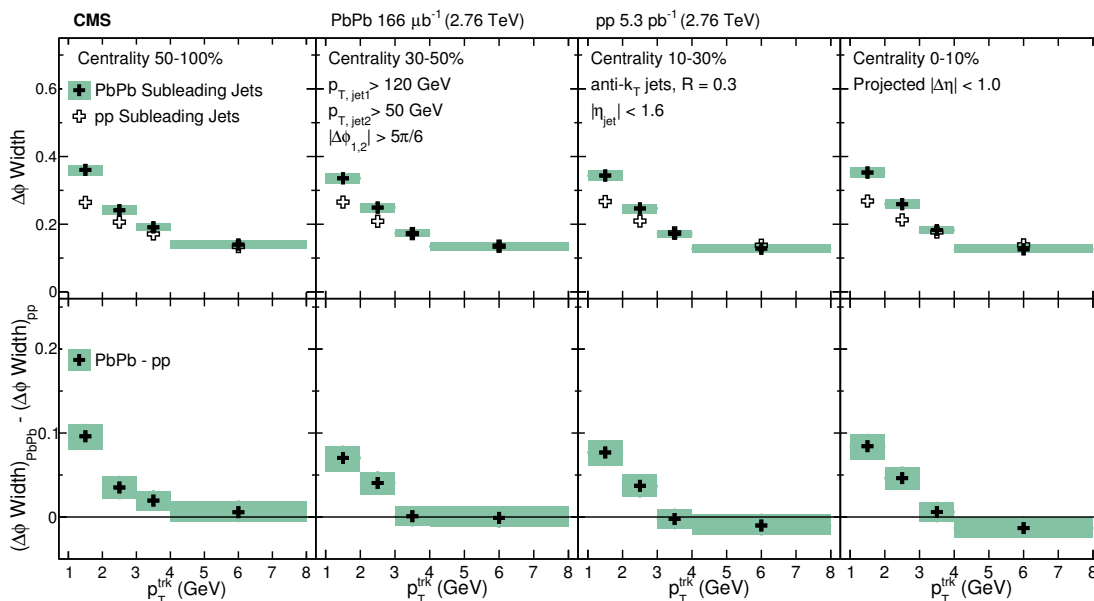 CMS PbPb 166 μb⁻¹ (2.76 TeV) pp 5.3 pb⁻¹ (2.76 TeV)
Centrality 50-100%
PbPb Subleading Jets
pp Subleading Jets
Centrality 30-50%
p_T, jet1 > 120 GeV
p_T, jet2 > 50 GeV
|Δϕ_1,2| > 5π/6
Centrality 10-30%
anti-k_T jets, R = 0.3
|η_jet| < 1.6
Centrality 0-10%
Projected |Δη| < 1.0
Δϕ Width
0.6
0.4
0.2
0
PbPb - pp
(Δϕ Width)_PbPb - (Δϕ Width)_pp
0.2
0.1
0
1 2 3 4 5 6 7 8 1 2 3 4 5 6 7 8 1 2 3 4 5 6 7 8 1 2 3 4 5 6 7 8
p_T^trk (GeV) p_T^trk (GeV) p_T^trk (GeV) p_T^trk (GeV)